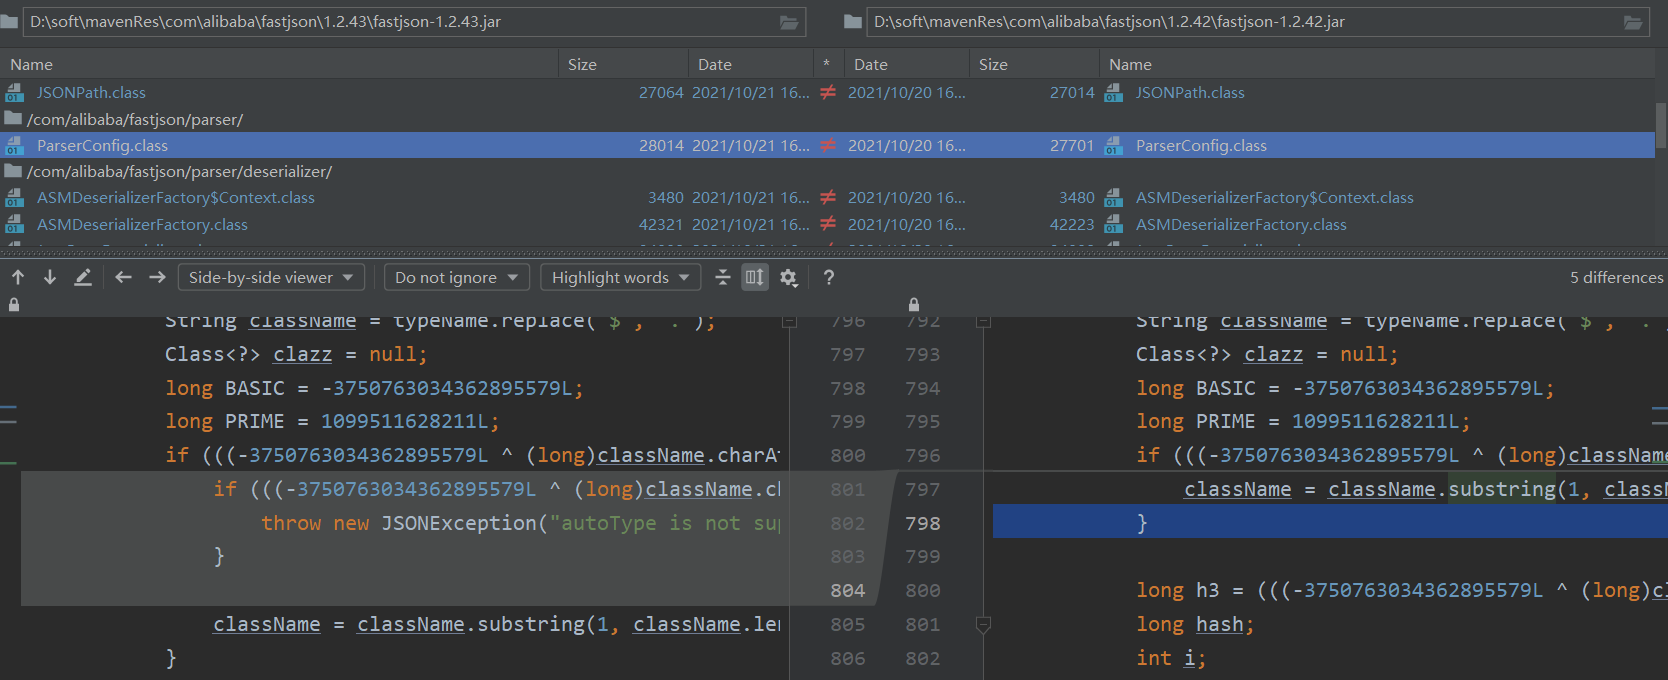 D:\soft\mavenRes\com\alibaba\fastjson\1.2.43\fastjson-1.2.43.jar D:\soft\mavenRes\com\alibaba\fastjson\1.2.42\fastjson-1.2.42.jar
Name Size Date * Date Size Name
JSONPath.class 27064 2021/10/21 16... ≠ 2021/10/20 16... 27014 JSONPath.class
/com/alibaba/fastjson/parser/
ParserConfig.class 28014 2021/10/21 16... ≠ 2021/10/20 16... 27701 ParserConfig.class
/com/alibaba/fastjson/parser/deserializer/
ASMDeserializerFactory$Context.class 3480 2021/10/21 16... ≠ 2021/10/20 16... 3480 ASMDeserializerFactory$Context.class
ASMDeserializerFactory.class 42321 2021/10/21 16... ≠ 2021/10/20 16... 42223 ASMDeserializerFactory.class
Side-by-side viewer Do not ignore Highlight words ? 5 differences
String className = typeName.replace( $ , . ); 796 792 String className = typeName.replace( $ , .
Class<?> clazz = null; 797 793 Class<?> clazz = null;
long BASIC = -3750763034362895579L; 798 794 long BASIC = -3750763034362895579L;
long PRIME = 1099511628211L; 799 795 long PRIME = 1099511628211L;
if (((-3750763034362895579L ^ (long)className.charA 800 796 if (((-3750763034362895579L ^ (long)className
if (((-3750763034362895579L ^ (long)className.ch 801 797 className = className.substring(1, classN
throw new JSONException("autoType is not sup 802 798 }
} 803 799
804 800 long h3 = (((-3750763034362895579L ^ (long)cl
className = className.substring(1, className.len 805 801 long hash;
} 806 802 int i;